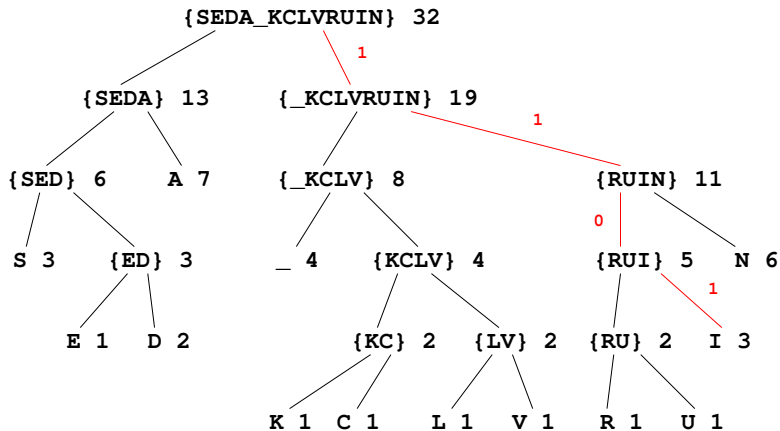 {SEDA_KCLVRUIN} 32
1
{SEDA} 13 {_KCLVRUIN} 19
1
{SED} 6 A 7 {_KCLV} 8 {RUIN} 11
0
S 3 {ED} 3 _ 4 {KCLV} 4 {RUI} 5 N 6
1
E 1 D 2 {KC} 2 {LV} 2 {RU} 2 I 3
K 1 C 1 L 1 V 1 R 1 U 1